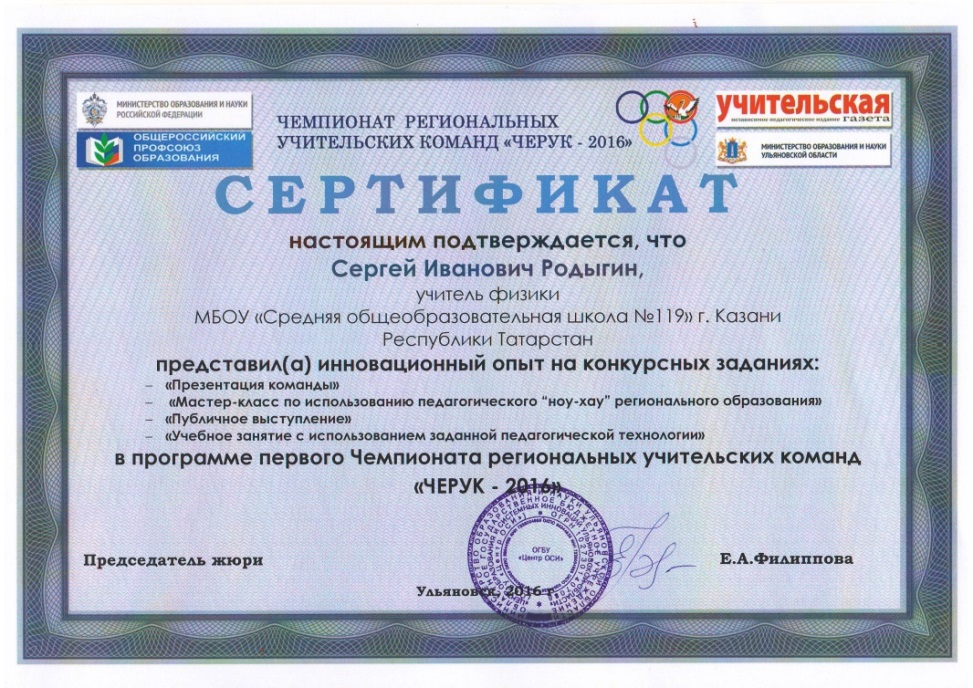 МИНИСТЕРСТВО ОБРАЗОВАНИЯ И НАУКИ
РОССИЙСКОЙ ФЕДЕРАЦИИ
ОБЩЕРОССИЙСКИЙ
ПРОФСОЮЗ
ОБРАЗОВАНИЯ
ЧЕМПИОНАТ РЕГИОНАЛЬНЫХ
УЧИТЕЛЬСКИХ КОМАНД «ЧЕРУК - 2016»
учительская
независимое педагогическое издание газета
МИНИСТЕРСТВО ОБРАЗОВАНИЯ И НАУКИ
УЛЬЯНОВСКОЙ ОБЛАСТИ
СЕРТИФИКАТ
настоящим подтверждается, что
Сергей Иванович Родыгин,
учитель физики
МБОУ «Средняя общеобразовательная школа №119» г. Казани
Республики Татарстан
представил(а) инновационный опыт на конкурсных заданиях:
– «Презентация команды»
– «Мастер-класс по использованию педагогического “ноу-хау” регионального образования»
– «Публичное выступление»
– «Учебное занятие с использованием заданной педагогической технологии»
в программе первого Чемпионата региональных учительских команд
«ЧЕРУК - 2016»
ОГБУ
«Центр ОСИ»
Председатель жюри
Е.А.Филиппова
Ульяновск, 2016 г.